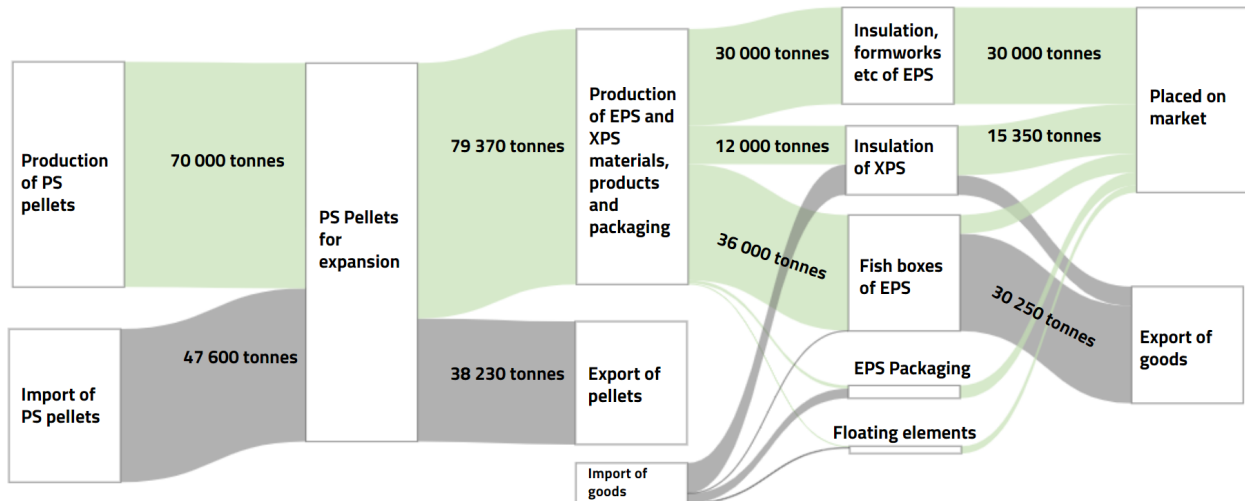 Production
of PS
pellets
70 000 tonnes
Import of
PS pellets
47 600 tonnes
PS Pellets
for
expansion
79 370 tonnes
38 230 tonnes
Production
of EPS and
XPS
materials,
products
and
packaging
Export of
pellets
Import of
goods
30 000 tonnes
12 000 tonnes
36 000 tonnes
Insulation,
formworks
etc of EPS
Insulation
of XPS
Fish boxes
of EPS
EPS Packaging
Floating elements
30 000 tonnes
15 350 tonnes
30 250 tonnes
Placed on
market
Export of
goods